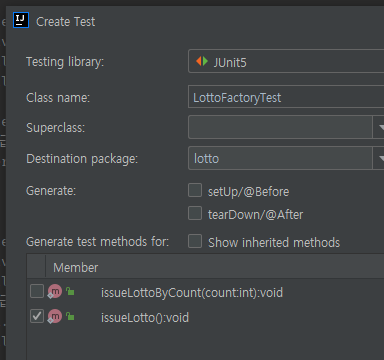 IJ Create Test
Testing library: JUnit5
Class name: LottoFactoryTest
Superclass:
Destination package: lotto
Generate: setUp/@Before
tearDown/@After
Generate test methods for: Show inherited methods
Member
m issueLottoByCount(count:int):void
m issueLotto():void